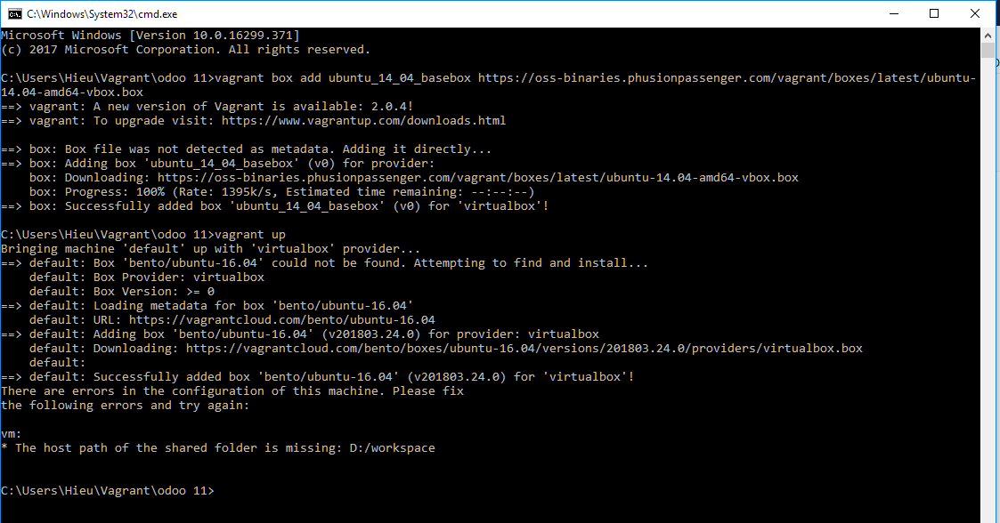 C:\Windows\System32\cmd.exe
Microsoft Windows [Version 10.0.16299.371]
(c) 2017 Microsoft Corporation. All rights reserved.
C:\Users\Hieu\Vagrant\odoo 11>vagrant box add ubuntu_14_04_basebox https://oss-binaries.phusionpassenger.com/vagrant/boxes/latest/ubuntu-
14.04-amd64-vbox.box
==> vagrant: A new version of Vagrant is available: 2.0.4!
==> vagrant: To upgrade visit: https://www.vagrantup.com/downloads.html
==> box: Box file was not detected as metadata. Adding it directly...
==> box: Adding box 'ubuntu_14_04_basebox' (v0) for provider:
box: Downloading: https://oss-binaries.phusionpassenger.com/vagrant/boxes/latest/ubuntu-14.04-amd64-vbox.box
box: Progress: 100% (Rate: 1395k/s, Estimated time remaining: --:--:--)
==> box: Successfully added box 'ubuntu_14_04_basebox' (v0) for 'virtualbox'!
C:\Users\Hieu\Vagrant\odoo 11>vagrant up
Bringing machine 'default' up with 'virtualbox' provider...
==> default: Box 'bento/ubuntu-16.04' could not be found. Attempting to find and install...
default: Box Provider: virtualbox
default: Box Version: >= 0
==> default: Loading metadata for box 'bento/ubuntu-16.04'
default: URL: https://vagrantcloud.com/bento/ubuntu-16.04
==> default: Adding box 'bento/ubuntu-16.04' (v201803.24.0) for provider: virtualbox
default: Downloading: https://vagrantcloud.com/bento/boxes/ubuntu-16.04/versions/201803.24.0/providers/virtualbox.box
default:
==> default: Successfully added box 'bento/ubuntu-16.04' (v201803.24.0) for 'virtualbox'!
There are errors in the configuration of this machine. Please fix
the following errors and try again:
vm:
* The host path of the shared folder is missing: D:/workspace
C:\Users\Hieu\Vagrant\odoo 11>